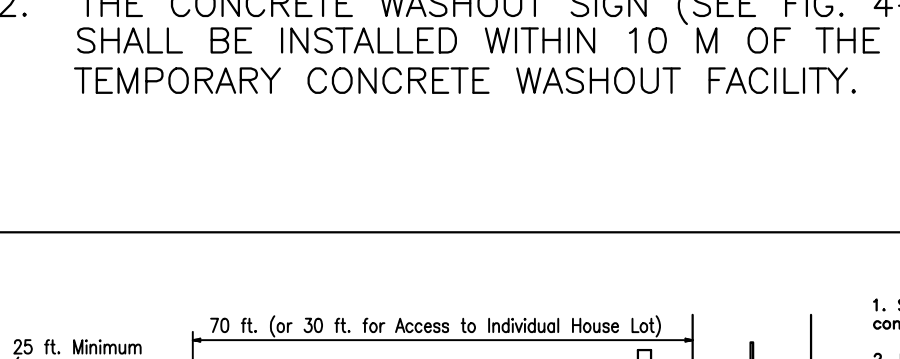 2. THE CONCRETE WASHOUT SIGN (SEE FIG. 4-
SHALL BE INSTALLED WITHIN 10 M OF THE
TEMPORARY CONCRETE WASHOUT FACILITY.
1.
70 ft. (or 30 ft. for Access to Individual House Lot)
25 ft. Minimum